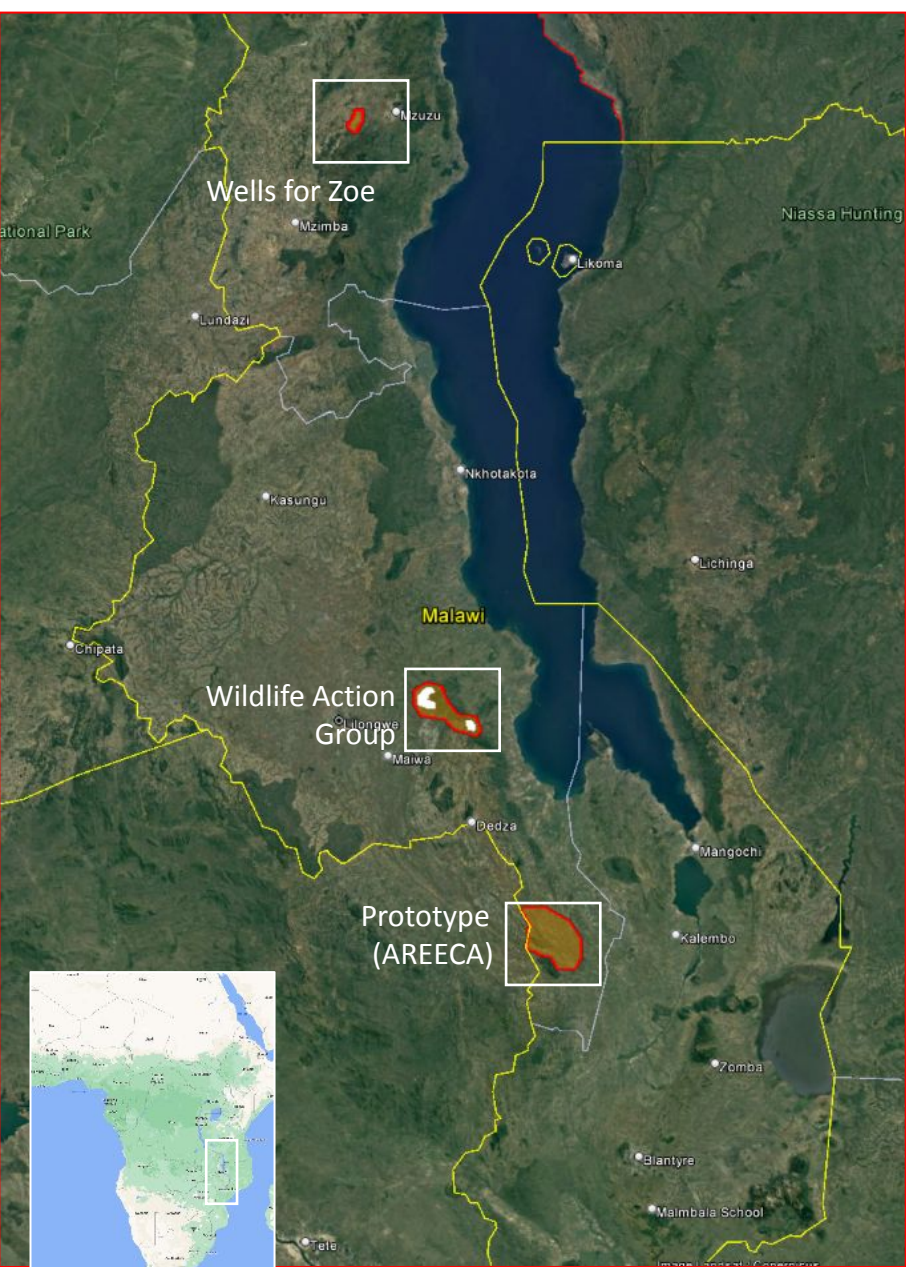 Mzuzu
Wells for Zoe
Mzimba
ational Park
Niassa Hunting
Likoma
Lundazi
Nkhotakota
Kasungu
Lichinga
Malawi
Chipata
Wildlife Action
Group
Lilongwe
Maiwa
Dedza
Mangochi
Prototype
(AREECA)
Kalembo
Zomba
Blantyre
Malmbala School
Tete